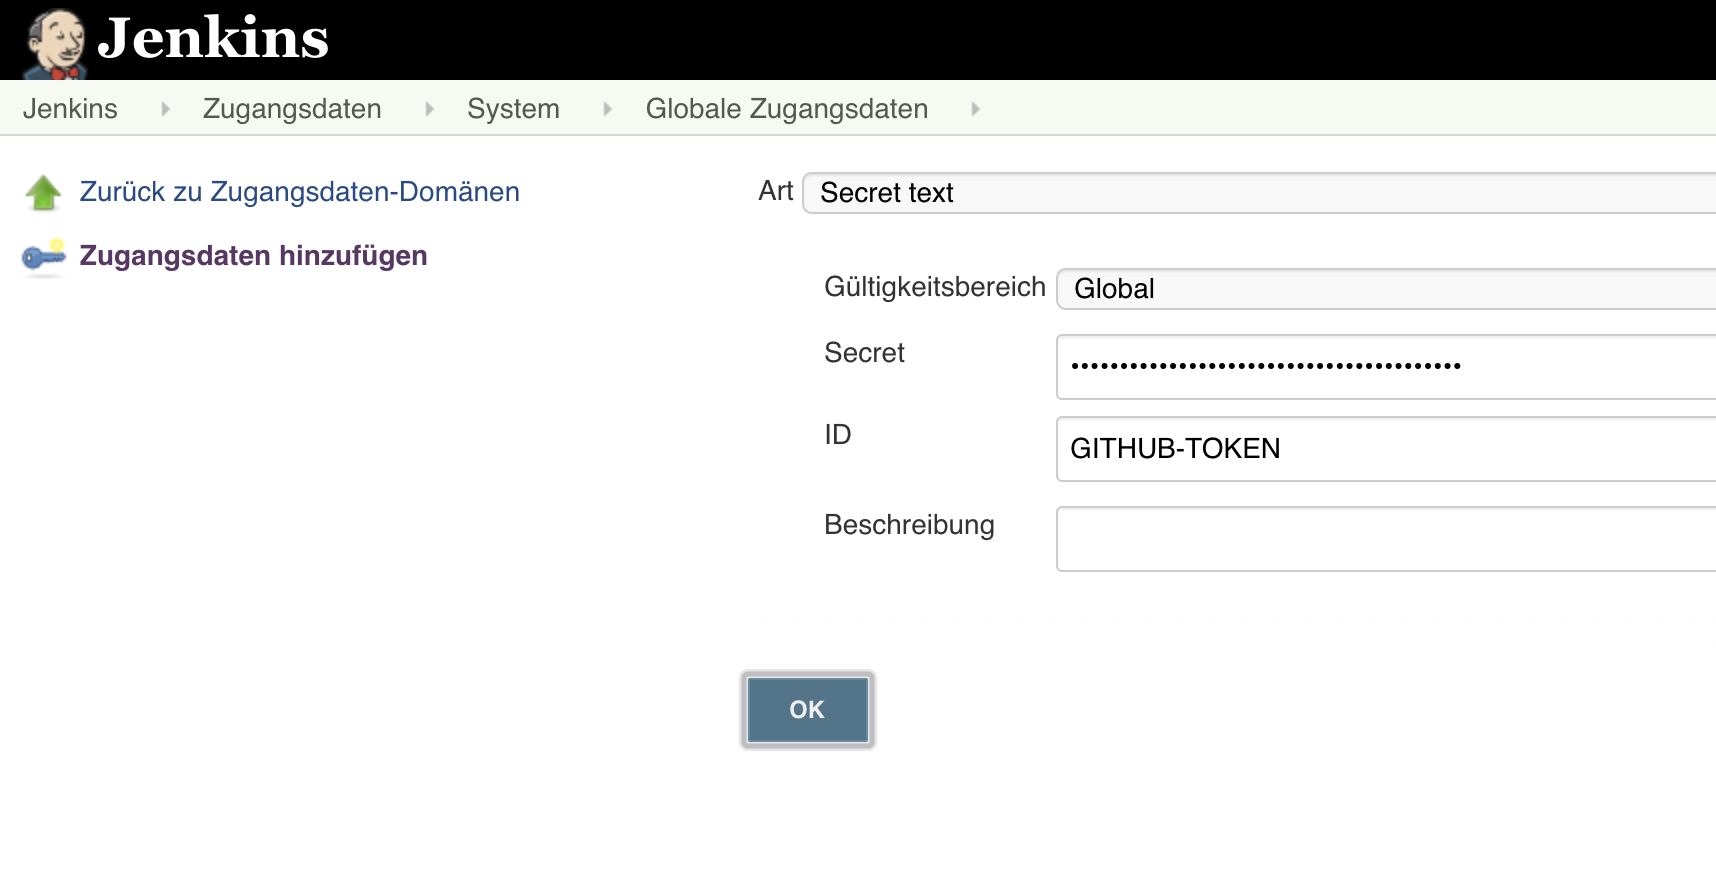 Jenkins
Jenkins Zugangsdaten System Globale Zugangsdaten
Zurück zu Zugangsdaten-Domänen
Zugangsdaten hinzufügen
Art Secret text
Gültigkeitsbereich Global
Secret ••••••••••••••••••••••••••••••••••••••••
ID GITHUB-TOKEN
Beschreibung
OK